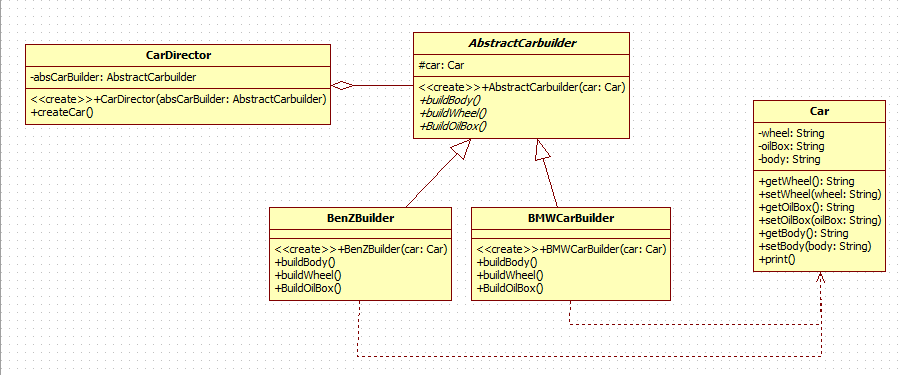 CarDirector
-absCarBuilder: AbstractCarbuilder
<<create>>+CarDirector(absCarBuilder: AbstractCarbuilder)
+createCar()
AbstractCarbuilder
#car: Car
<<create>>+AbstractCarbuilder(car: Car)
+buildBody()
+buildWheel()
+BuildOilBox()
Car
-wheel: String
-oilBox: String
-body: String
+getWheel(): String
+setWheel(wheel: String)
+getOilBox(): String
+setOilBox(oilBox: String)
+getBody(): String
+setBody(body: String)
+print()
BenZBuilder
<<create>>+BenZBuilder(car: Car)
+buildBody()
+buildWheel()
+BuildOilBox()
BMWCarBuilder
<<create>>+BMWCarBuilder(car: Car)
+buildBody()
+buildWheel()
+BuildOilBox()